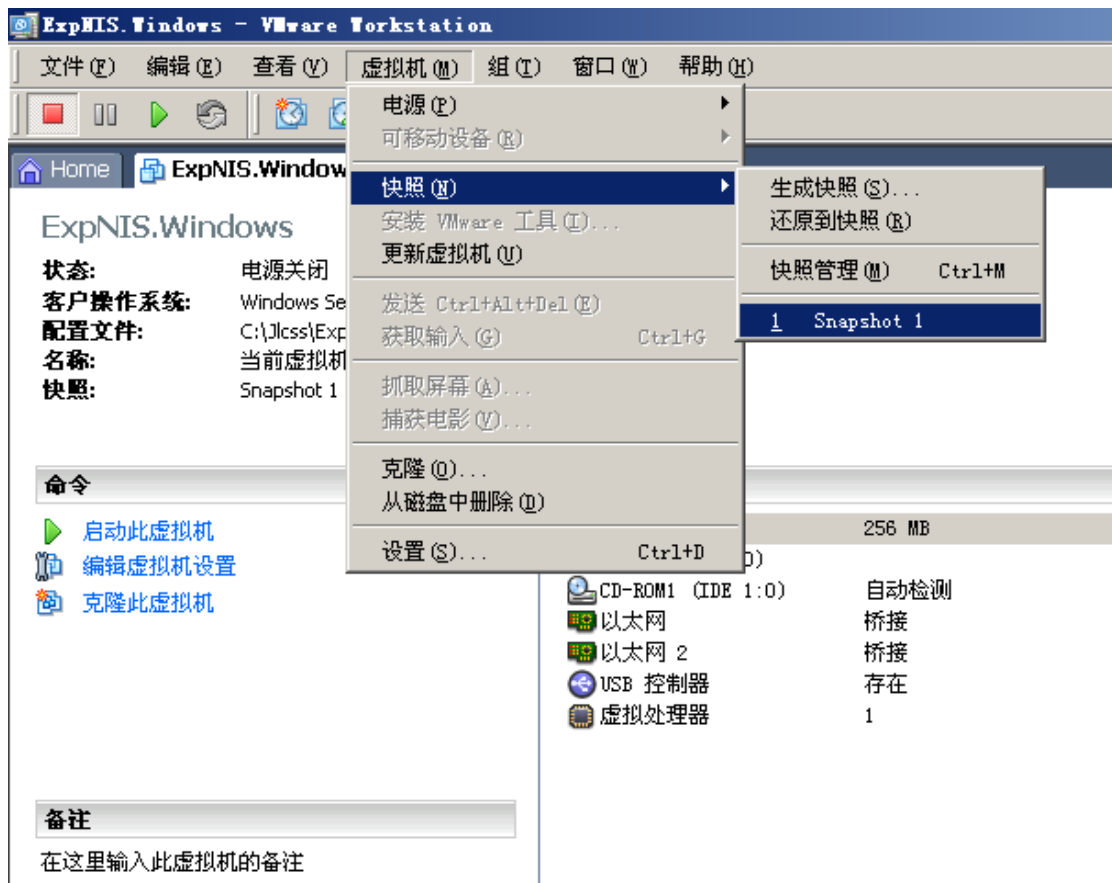 ExpNIS.Windows - VMware Workstation
文件(F) 编辑(E) 查看(V) 虚拟机(M) 组(T) 窗口(W) 帮助(H)
电源(P)
可移动设备(R)
Home ExpNIS.Window
快照(N)
安装 VMware 工具(I)...
更新虚拟机(U)
发送 Ctrl+Alt+Del(E)
获取输入(G) Ctrl+G
抓取屏幕(A)...
捕获电影(V)...
克隆(O)...
从磁盘中删除(D)
设置(S)... Ctrl+D
生成快照(S)...
还原到快照(R)
快照管理(M) Ctrl+M
1 Snapshot 1
ExpNIS.Windows
状态: 电源关闭
客户操作系统: Windows Se
配置文件: C:\Jlcss\Exp
名称: 当前虚拟机
快照: Snapshot 1
命令
启动此虚拟机
编辑虚拟机设置
克隆此虚拟机
256 MB
0)
CD-ROM1 (IDE 1:0) 自动检测
以太网 桥接
以太网 2 桥接
USB 控制器 存在
虚拟处理器 1
备注
在这里输入此虚拟机的备注